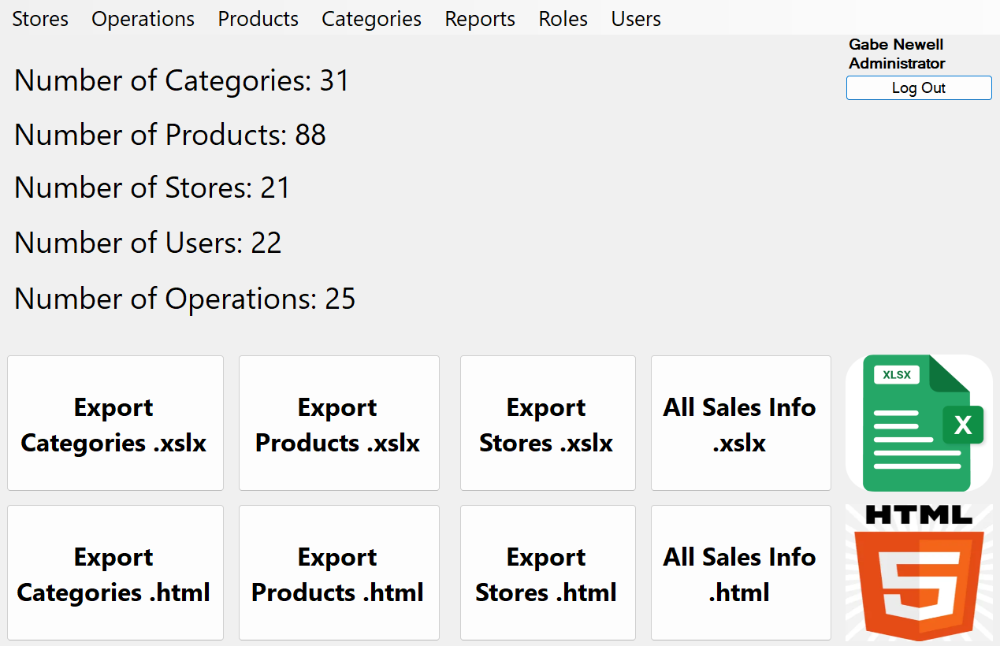 Stores Operations Products Categories Reports Roles Users
Gabe Newell
Administrator
Log Out
Number of Categories: 31
Number of Products: 88
Number of Stores: 21
Number of Users: 22
Number of Operations: 25
Export
Categories .xslx
Export
Products .xslx
Export
Stores .xslx
All Sales Info
.xslx
XLSX
X
Export
Categories .html
Export
Products .html
Export
Stores .html
All Sales Info
.html
HTML
5